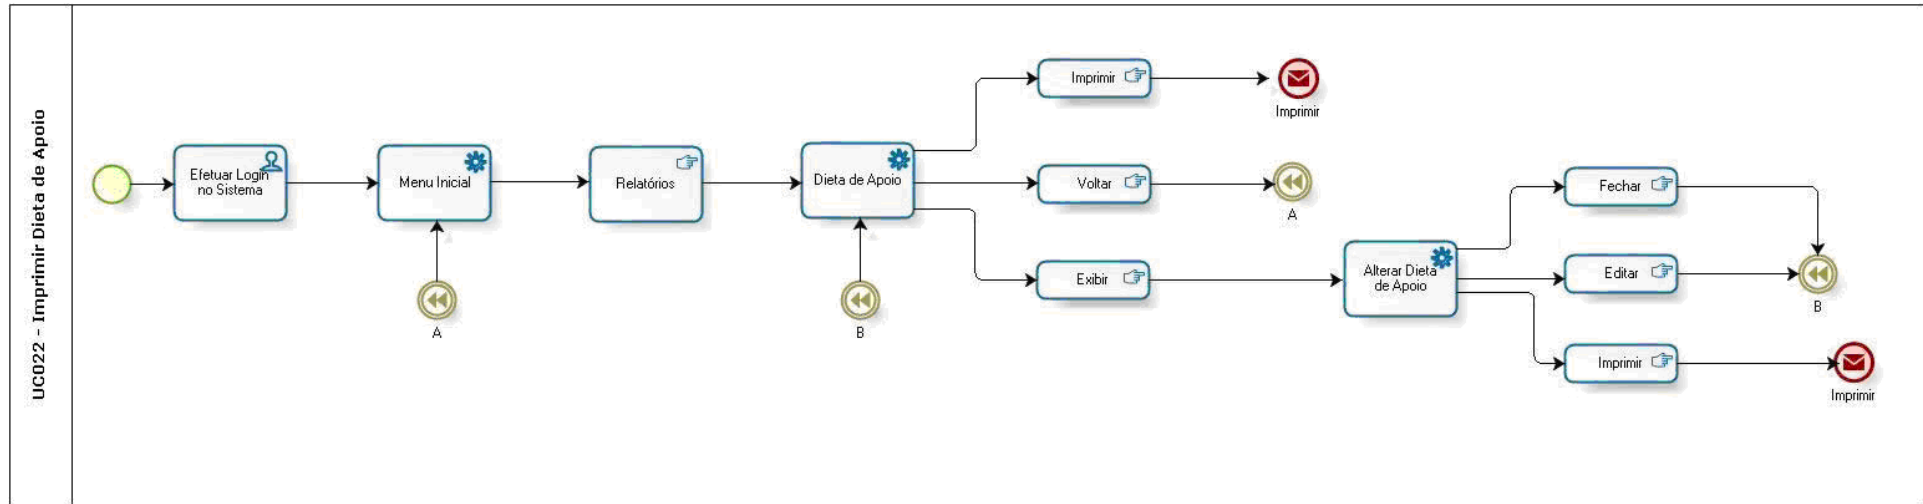 UC022 - Imprimir Dieta de Apoio
Efetuar Login
no Sistema
Menu Inicial
A
Relatórios
Dieta de Apoio
B
Imprimir
Imprimir
Voltar
A
Exibir
Alterar Dieta
de Apoio
Fechar
Editar
B
Imprimir
Imprimir